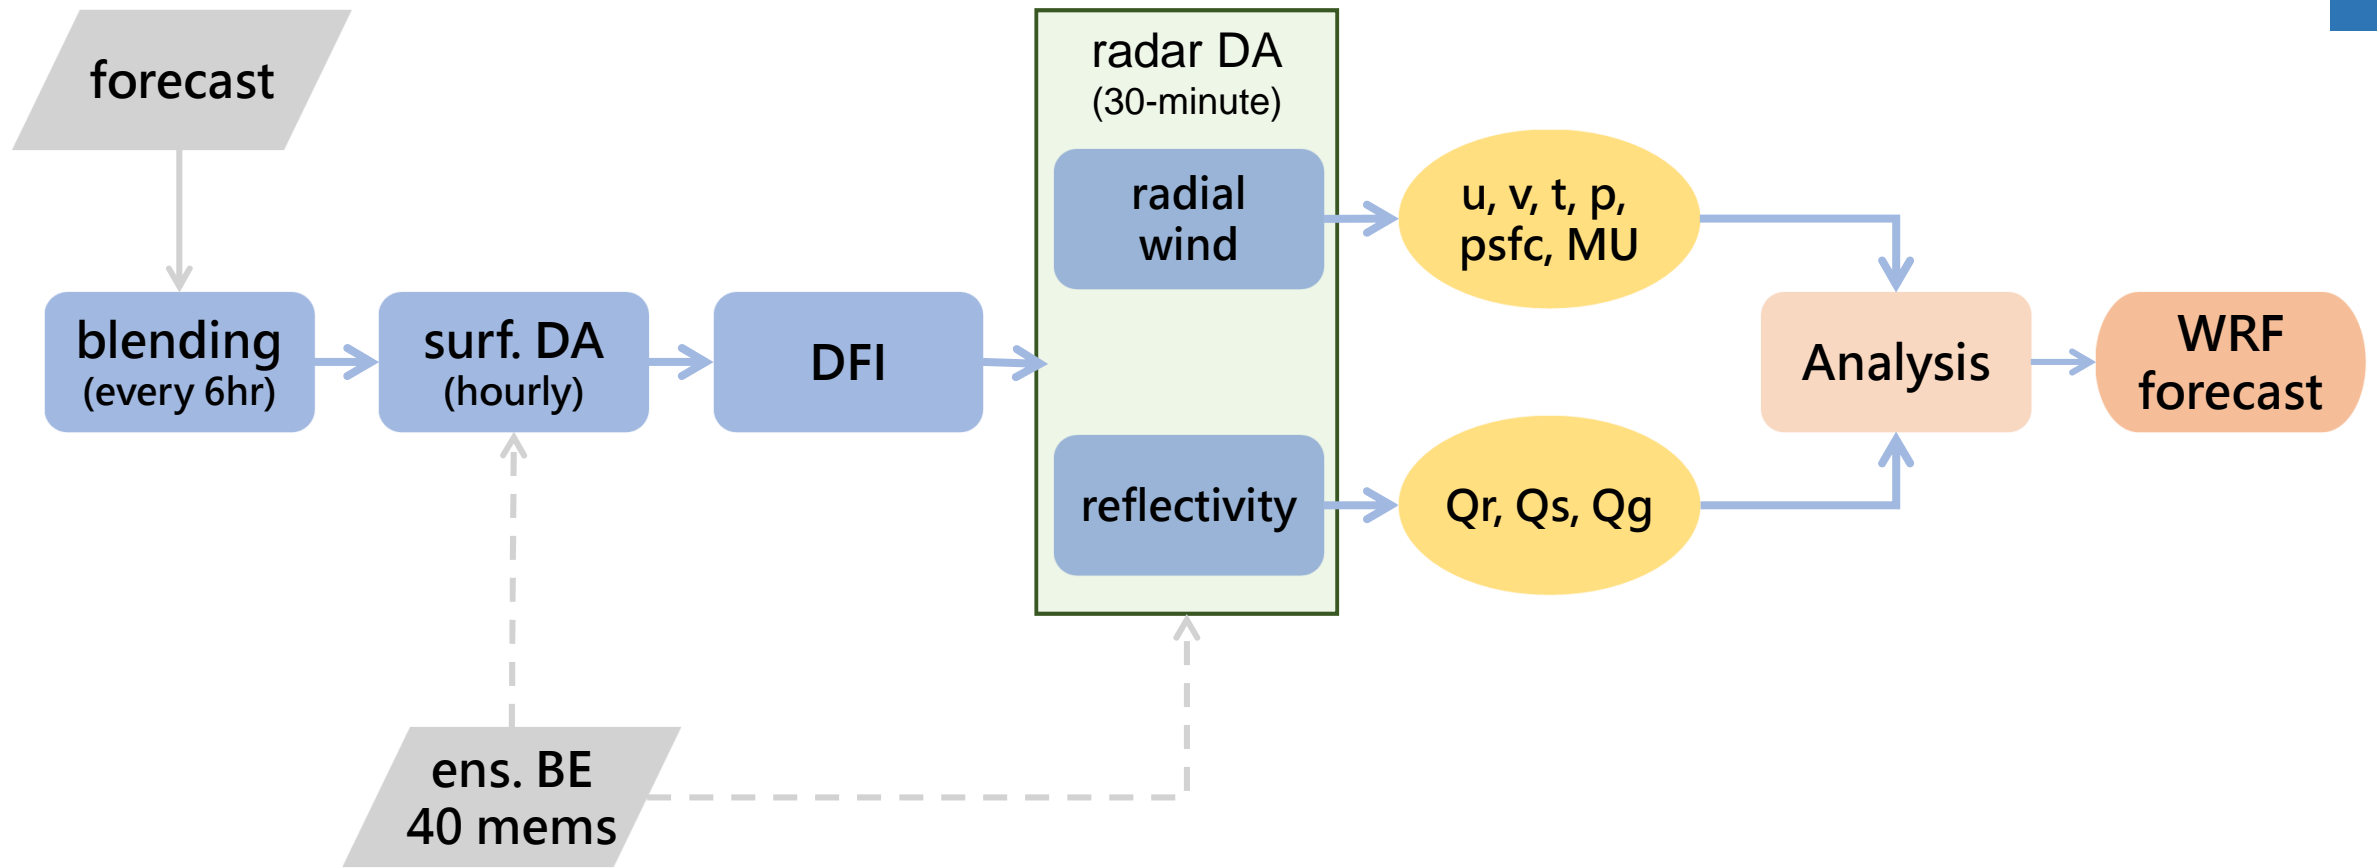 forecast
blending
(every 6hr)
surf. DA
(hourly)
DFI
radar DA
(30-minute)
radial
wind
reflectivity
u, v, t, p,
psfc, MU
Qr, Qs, Qg
Analysis
WRF
forecast
ens. BE
40 mems